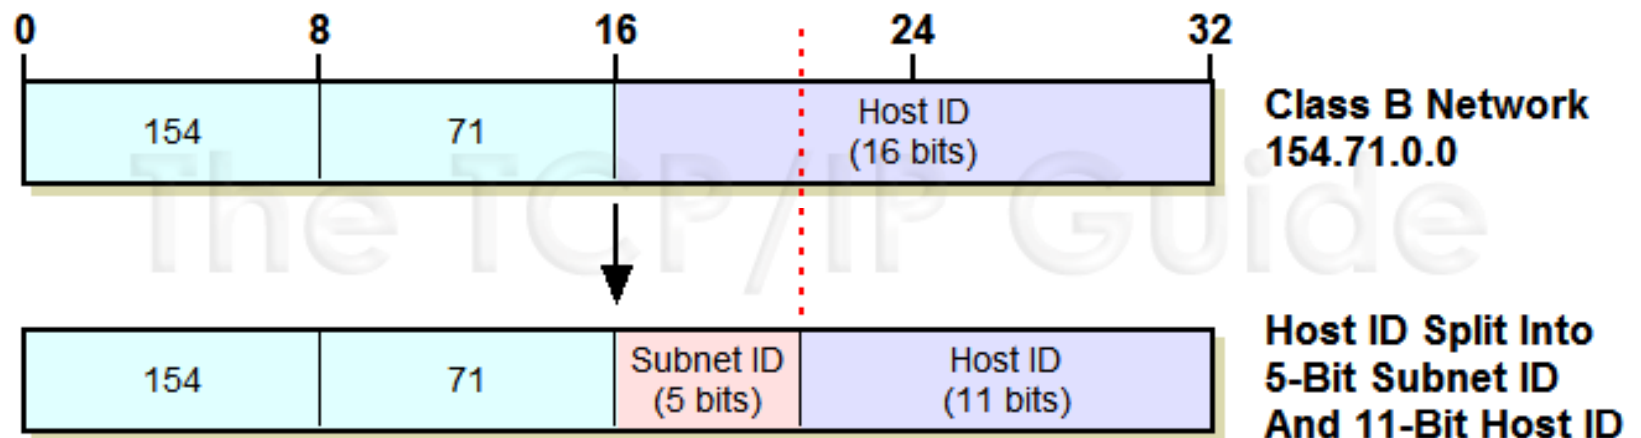 0 8 16 24 32
154 71 Host ID
(16 bits)
Class B Network
154.71.0.0
The TCP/IP Guide
154 71 Subnet ID
(5 bits)
Host ID
(11 bits)
Host ID Split Into
5-Bit Subnet ID
And 11-Bit Host ID